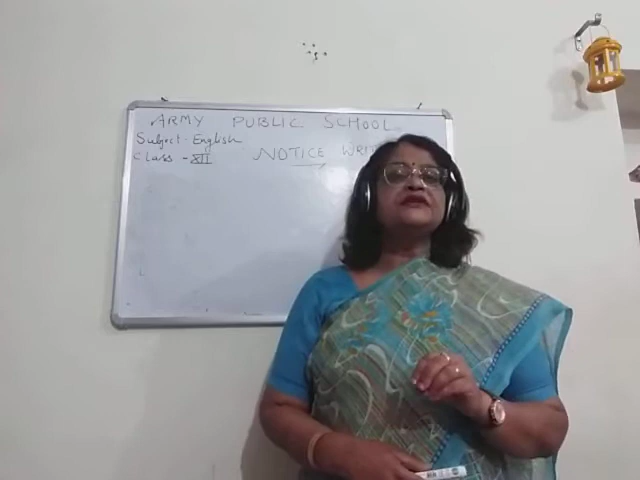 ARMY PUBLIC SCHOOL
Subject - English
Class - XII
NOTICE